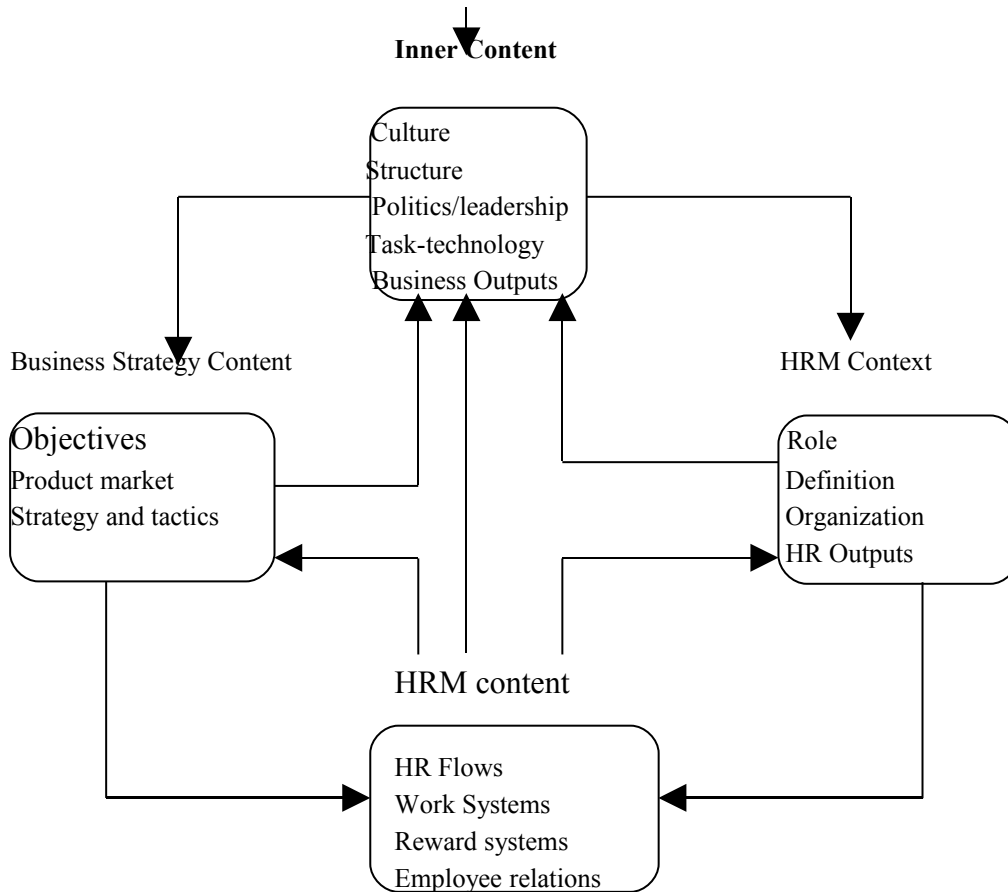 Inner Content
Culture
Structure
Politics/leadership
Task-technology
Business Outputs
Business Strategy Content
HRM Context
Objectives
Product market
Strategy and tactics
Role
Definition
Organization
HR Outputs
HRM content
HR Flows
Work Systems
Reward systems
Employee relations